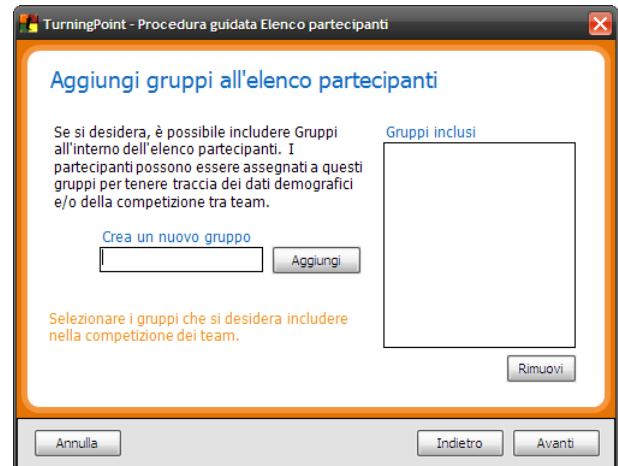 TurningPoint - Procedura guidata Elenco partecipanti
Aggiungi gruppi all'elenco partecipanti
Se si desidera, è possibile includere Gruppi
all'interno dell'elenco partecipanti. I
partecipanti possono essere assegnati a questi
gruppi per tenere traccia dei dati demografici
e/o della competizione tra team.
Gruppi inclusi
Crea un nuovo gruppo
Aggiungi
Selezionare i gruppi che si desidera includere
nella competizione dei team.
Rimuovi
Annulla
Indietro
Avanti